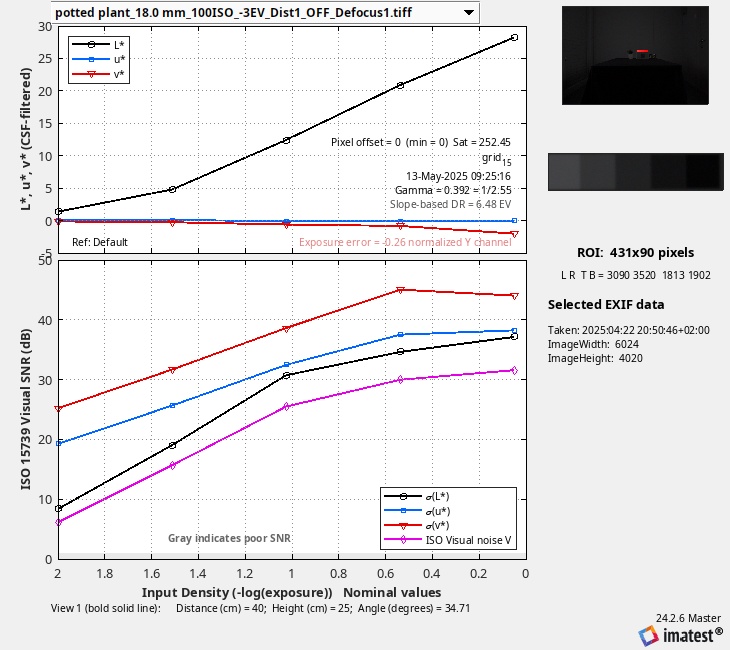 potted plant_18.0 mm_100ISO_-3EV_Dist1_OFF_Defocus1.tiff
30
25
20
15
10
5
0
-5
L*, u*, v* (CSF-filtered)
L*
u*
v*
Pixel offset = 0 (min = 0) Sat = 252.45
grid15
13-May-2025 09:25:16
Gamma = 0.392 = 1/2.55
Slope-based DR = 6.48 EV
Ref: Default
Exposure error = -0.26 normalized Y channel
50
40
30
20
10
0
ISO 15739 Visual SNR (dB)
σ(L*)
σ(u*)
σ(v*)
ISO Visual noise V
Gray indicates poor SNR
2 1.8 1.6 1.4 1.2 1 0.8 0.6 0.4 0.2 0
Input Density (-log(exposure)) Nominal values
View 1 (bold solid line): Distance (cm) = 40; Height (cm) = 25; Angle (degrees) = 34.71
ROI: 431x90 pixels
L R T B = 3090 3520 1813 1902
Selected EXIF data
Taken: 2025:04:22 20:50:46+02:00
ImageWidth: 6024
ImageHeight: 4020
24.2.6 Master
imatest®